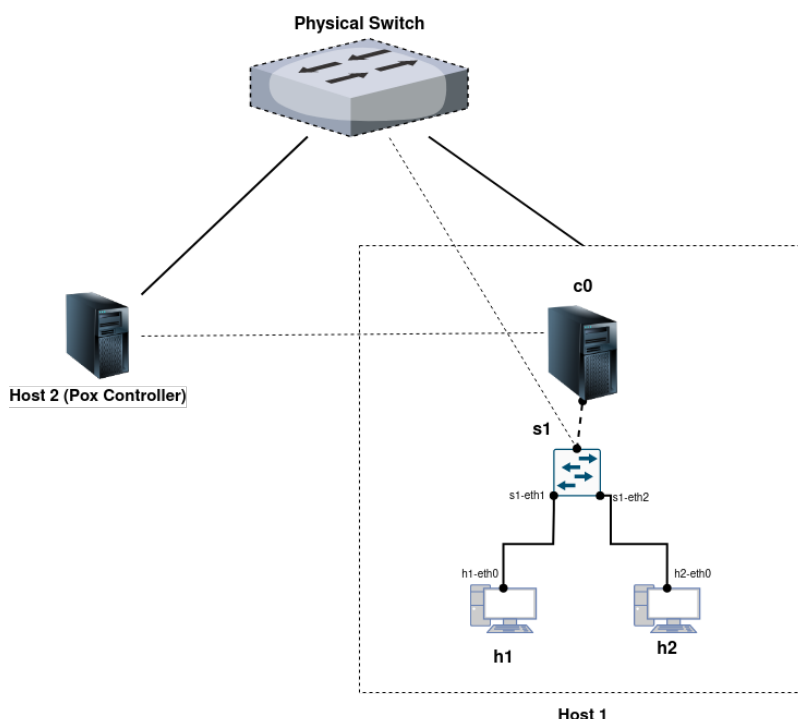 Physical Switch
c0
Host 2 (Pox Controller)
s1
s1-eth1
s1-eth2
h1-eth0
h2-eth0
h1
h2
Host 1